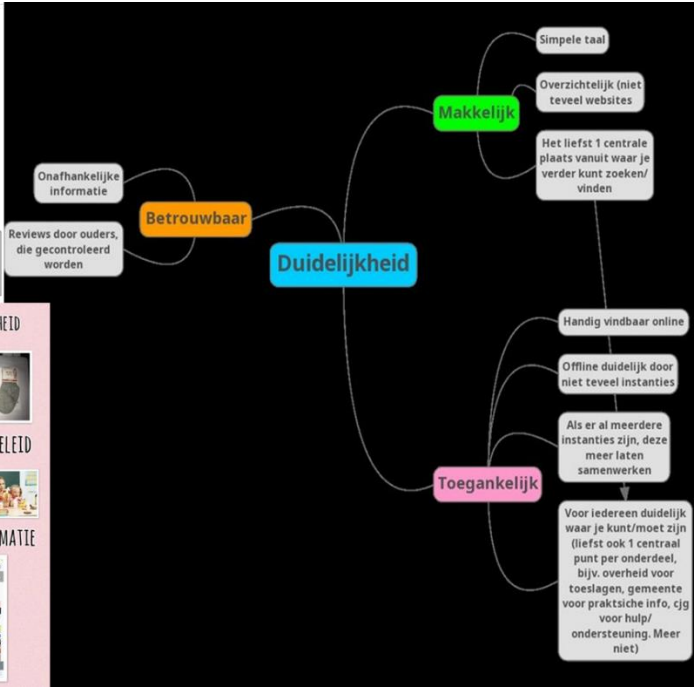 Duidelijkheid
Betrouwbaar
Onafhankelijke
informatie
Reviews door ouders,
die gecontroleerd
worden
Makkelijk
Simpele taal
Overzichtelijk (niet
teveel websites
Het liefst 1 centrale
plaats vanuit waar je
verder kunt zoeken/
vinden
Toegankelijk
Handig vindbaar online
Offline duidelijk door
niet teveel instanties
Als er al meerdere
instanties zijn, deze
meer laten
samenwerken
Voor iedereen duidelijk
waar je kunt/moet zijn
(liefst ook 1 centraal
punt per onderdeel,
bijv. overheid voor
toeslagen, gemeente
voor praktsiche info, cjg
voor hulp/
ondersteuning. Meer
niet)
HEID
ELEID
MATIE